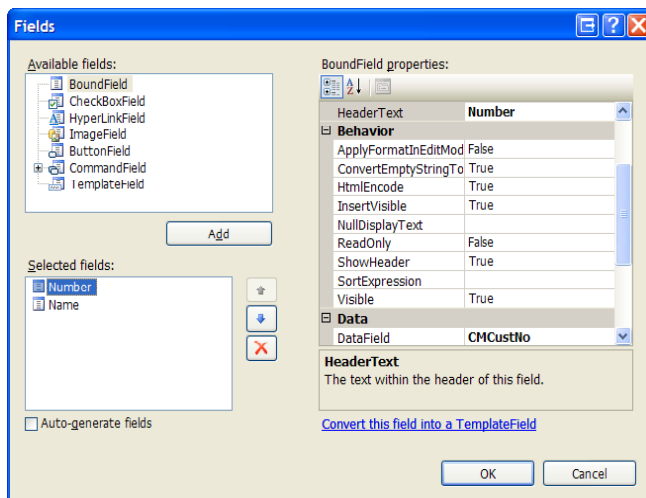 Fields
Available fields:
BoundField
CheckBoxField
HyperLinkField
ImageField
ButtonField
CommandField
TemplateField
Add
Selected fields:
Number
Name
Auto-generate fields
BoundField properties:
HeaderText Number
Behavior
ApplyFormatInEditMod False
ConvertEmptyStringTo True
HtmlEncode True
InsertVisible True
NullDisplayText
ReadOnly False
ShowHeader True
SortExpression
Visible True
Data
DataField CMCustNo
HeaderText
The text within the header of this field.
Convert this field into a TemplateField
OK Cancel